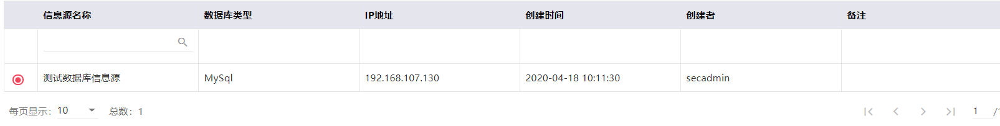 信息源名称 数据库类型 IP地址 创建时间 创建者 备注
测试数据库信息源 MySql 192.168.107.130 2020-04-18 10:11:30 secadmin
每页显示: 10 总数: 1 1 /